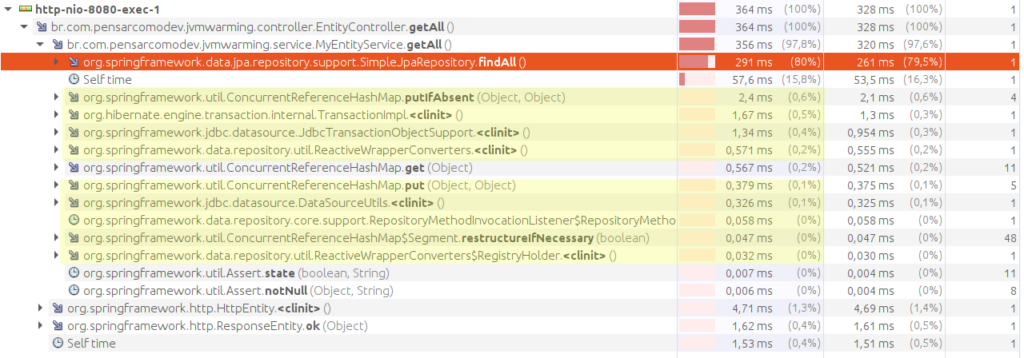 http-nio-8080-exec-1 364 ms (100%) 328 ms (100%) 1
br.com.pensarcomodev.jvmwarming.controller.EntityController.getAll () 364 ms (100%) 328 ms (100%) 1
br.com.pensarcomodev.jvmwarming.service.MyEntityService.getAll () 356 ms (97,8%) 320 ms (97,6%) 1
org.springframework.data.jpa.repository.support.SimpleJpaRepository.findAll () 291 ms (80%) 261 ms (79,5%) 1
Self time 57,6 ms (15,8%) 53,5 ms (16,3%) 1
org.springframework.util.ConcurrentReferenceHashMap.putIfAbsent (Object, Object) 2,4 ms (0,6%) 2,1 ms (0,6%) 4
org.hibernate.engine.transaction.internal.TransactionImpl.<clinit> () 1,67 ms (0,5%) 1,3 ms (0,3%) 1
org.springframework.jdbc.datasource.JdbcTransactionObjectSupport.<clinit> () 1,34 ms (0,4%) 0,954 ms (0,3%) 1
org.springframework.data.repository.util.ReactiveWrapperConverters.<clinit> () 0,571 ms (0,2%) 0,555 ms (0,2%) 1
org.springframework.util.ConcurrentReferenceHashMap.get (Object) 0,567 ms (0,2%) 0,521 ms (0,2%) 11
org.springframework.util.ConcurrentReferenceHashMap.put (Object, Object) 0,379 ms (0,1%) 0,375 ms (0,1%) 5
org.springframework.jdbc.datasource.DataSourceUtils.<clinit> () 0,326 ms (0,1%) 0,325 ms (0,1%) 1
org.springframework.data.repository.core.support.RepositoryMethodInvocationListener$RepositoryMetho 0,058 ms (0%) 0,058 ms (0%) 1
org.springframework.util.ConcurrentReferenceHashMap$Segment.restructureIfNecessary (boolean) 0,047 ms (0%) 0,047 ms (0%) 48
org.springframework.data.repository.util.ReactiveWrapperConverters$RegistryHolder.<clinit> () 0,032 ms (0%) 0,030 ms (0%) 1
org.springframework.util.Assert.state (boolean, String) 0,007 ms (0%) 0,004 ms (0%) 11
org.springframework.util.Assert.notNull (Object, String) 0,006 ms (0%) 0,004 ms (0%) 8
org.springframework.http.HttpEntity.<clinit> () 4,71 ms (1,3%) 4,69 ms (1,4%) 1
org.springframework.http.ResponseEntity.ok (Object) 1,62 ms (0,4%) 1,61 ms (0,5%) 1
Self time 1,53 ms (0,4%) 1,51 ms (0,5%) 1